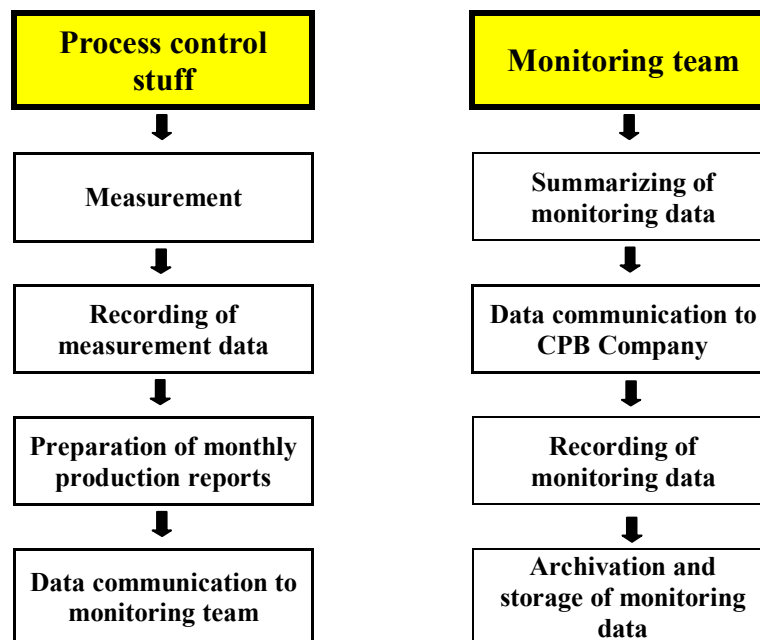 Process control
stuff
Measurement
Recording of
measurement data
Preparation of monthly
production reports
Data communication to
monitoring team
Monitoring team
Summarizing of
monitoring data
Data communication to
CPB Company
Recording of
monitoring data
Archivation and
storage of monitoring
data